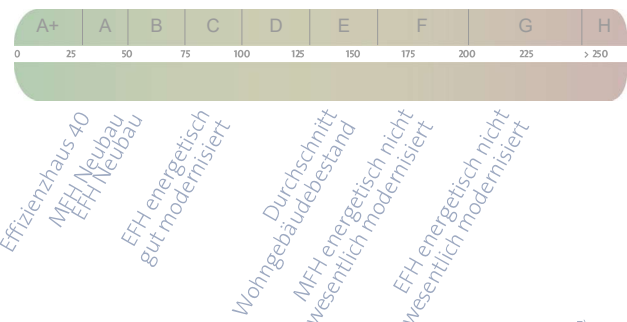 A+ A B C D E F G H
0 25 50 75 100 125 150 175 200 225 > 250
Effizienzhaus 40
MFH Neubau
EFH Neubau
EFH energetisch
gut modernisiert
Durchschnitt
Wohngebäudebestand
MFH energetisch nicht
wesentlich modernisiert
EFH energetisch nicht
wesentlich modernisiert